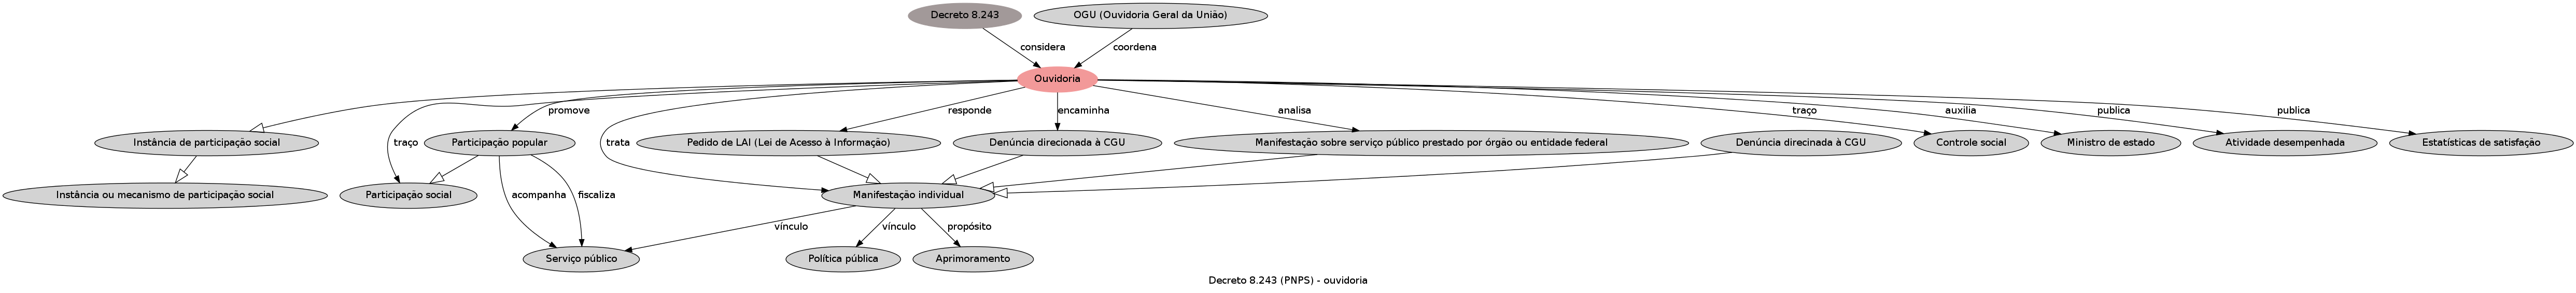 Decreto 8.243
OGU (Ouvidoria Geral da União)
considera
coordena
Ouvidoria
promove
responde
encaminha
analisa
traço
auxilia
publica
publica
Instância de participação social
traço
Participação popular
trata
Pedido de LAI (Lei de Acesso à Informação)
Denúncia direcionada à CGU
Manifestação sobre serviço público prestado por órgão ou entidade federal
Denúncia direcinada à CGU
Controle social
Ministro de estado
Atividade desempenhada
Estatísticas de satisfação
Instância ou mecanismo de participação social
Participação social
acompanha
fiscaliza
Manifestação individual
vínculo
vínculo
propósito
Serviço público
Política pública
Aprimoramento
Decreto 8.243 (PNPS) - ouvidoria